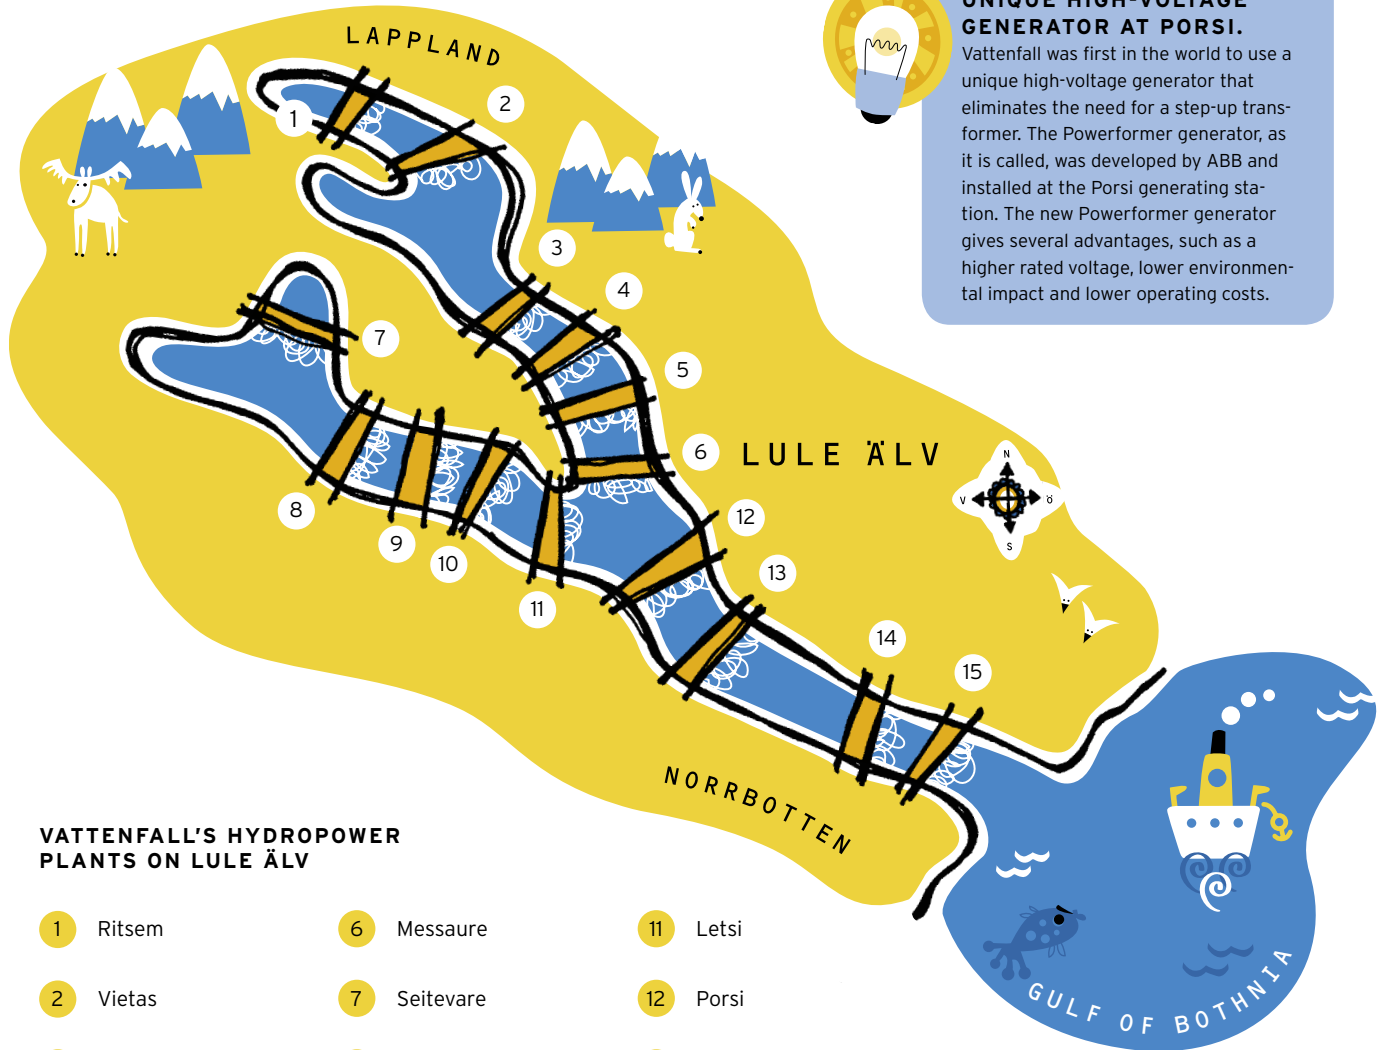 UNIQUE HIGH-VOLTAGE
GENERATOR AT PORSI.
Vattenfall was first in the world to use a
unique high-voltage generator that
eliminates the need for a step-up trans-
former. The Powerformer generator, as
it is called, was developed by ABB and
installed at the Porsi generating sta-
tion. The new Powerformer generator
gives several advantages, such as a
higher rated voltage, lower environmen-
tal impact and lower operating costs.
LAPPLAND
1
2
3
4
5
6
7
8
9
10
11
12
13
14
15
LULE ÄLV
N
V
Ö
S
NORRBOTTEN
GULF OF BOTHNIA
VATTENFALL'S HYDROPOWER
PLANTS ON LULE ÄLV
1 Ritsem
2 Vietas
6 Messaure
7 Seitevare
11 Letsi
12 Porsi